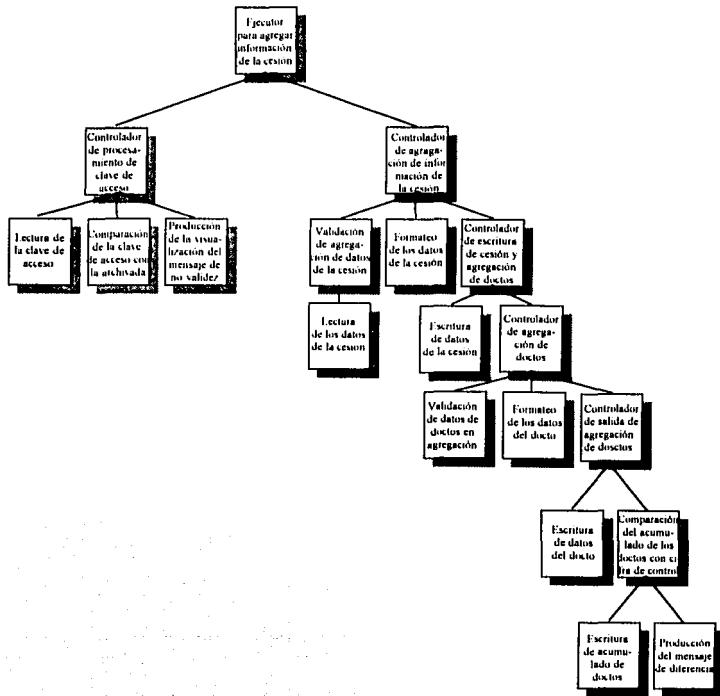 Ejecutor
para agregar
información
de la cesión
Controlador
de procesa-
miento de
clave de
acceso
Controlador
de agraga-
ción de infor
mación de
la cesión
Lectura de
la clave de
acceso
Comparación
de la clave
de acceso con
la archivada
Producción
de la visua-
lización del
mensaje de
no validez
Validación
de agrega-
ción de datos
de la cesión
Formateo
de los datos
de la cesión
Controlador
de escritura
de cesión y
agregación
de doctos
Lectura
de los datos
de la cesión
Escritura
de datos
de la cesión
Controlador
de agrega-
ción de
doctos
Validación
de datos de
doctos en
agregación
Formateo
de los datos
del docto
Controlador
de salida de
agregación
de dosctos
Escritura
de datos
del docto
Comparación
del acumu-
lado de los
doctos con ci
fra de control
Escritura
de acumu-
lado de
doctos
Producción
del mensaje
de diferencia